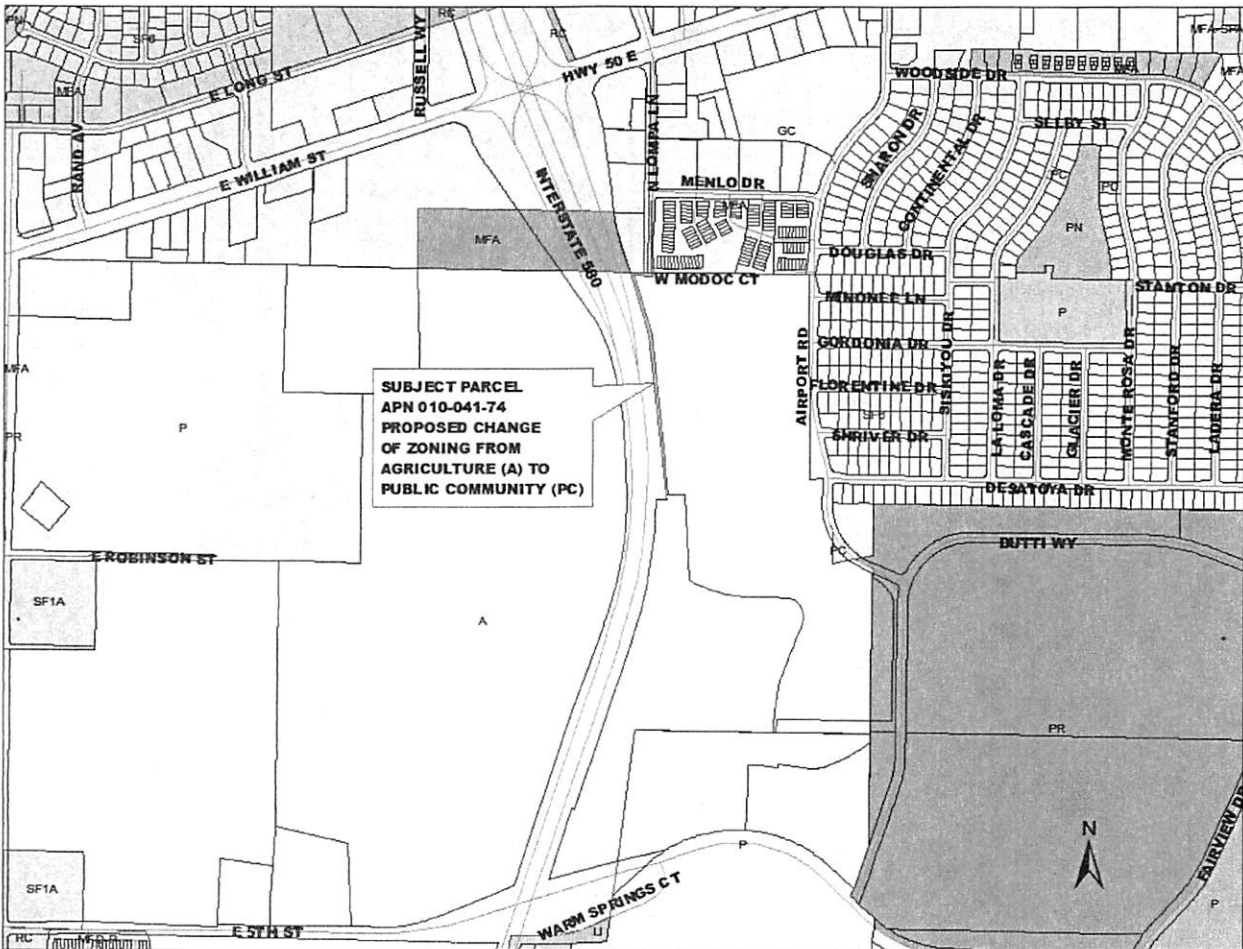 PN
SF6
MFA
E LONG ST
RAND AV
E WILLIAM ST
RUSSELL WY
RC
RC
HWY 50 E
N LOMPA LN
INTERSTATE 580
GC
MENLO DR
MFA
W MODOC CT
MFA
WOODSIDE DR
MFA
MFA
SELBY ST
SHARON DR
CONTINENTAL DR
PC
PC
PN
DOUGLAS DR
STANTON DR
MINONEE LN
P
GORDONIA DR
FLORENTINE DR
SF6
SHRIVER DR
AIRPORT RD
SISKIYOU DR
LA LOMA DR
CASCADE DR
GLACIER DR
MONTE ROSA DR
STANFORD DR
LADERA DR
DESATOYA DR
SUBJECT PARCEL
APN 010-041-74
PROPOSED CHANGE
OF ZONING FROM
AGRICULTURE (A) TO
PUBLIC COMMUNITY (PC)
MFA
PR
P
E ROBINSON ST
SF1A
A
PC
BUTTI WY
PR
N
FAIRVIEW DR
P
P
SF1A
WARM SPRINGS CT
LI
E 5TH ST
RC